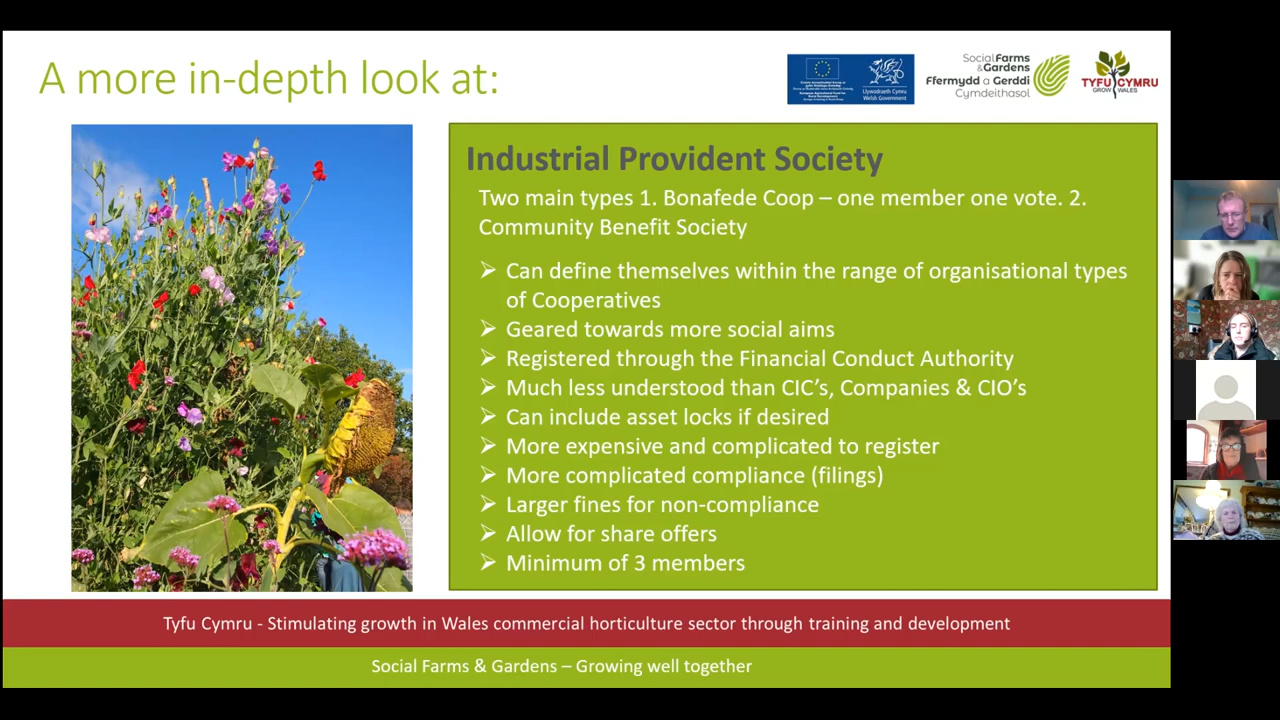 A more in-depth look at:
Llywodraeth Cymru
Welsh Government
Social Farms
& Gardens
Ffermydd a Gerddi
Cymdeithasol
TYFU CYMRU
GROW WALES
Industrial Provident Society
Two main types 1. Bonafede Coop – one member one vote. 2.
Community Benefit Society
➢ Can define themselves within the range of organisational types
of Cooperatives
➢ Geared towards more social aims
➢ Registered through the Financial Conduct Authority
➢ Much less understood than CIC's, Companies & CIO's
➢ Can include asset locks if desired
➢ More expensive and complicated to register
➢ More complicated compliance (filings)
➢ Larger fines for non-compliance
➢ Allow for share offers
➢ Minimum of 3 members
Tyfu Cymru - Stimulating growth in Wales commercial horticulture sector through training and development
Social Farms & Gardens – Growing well together